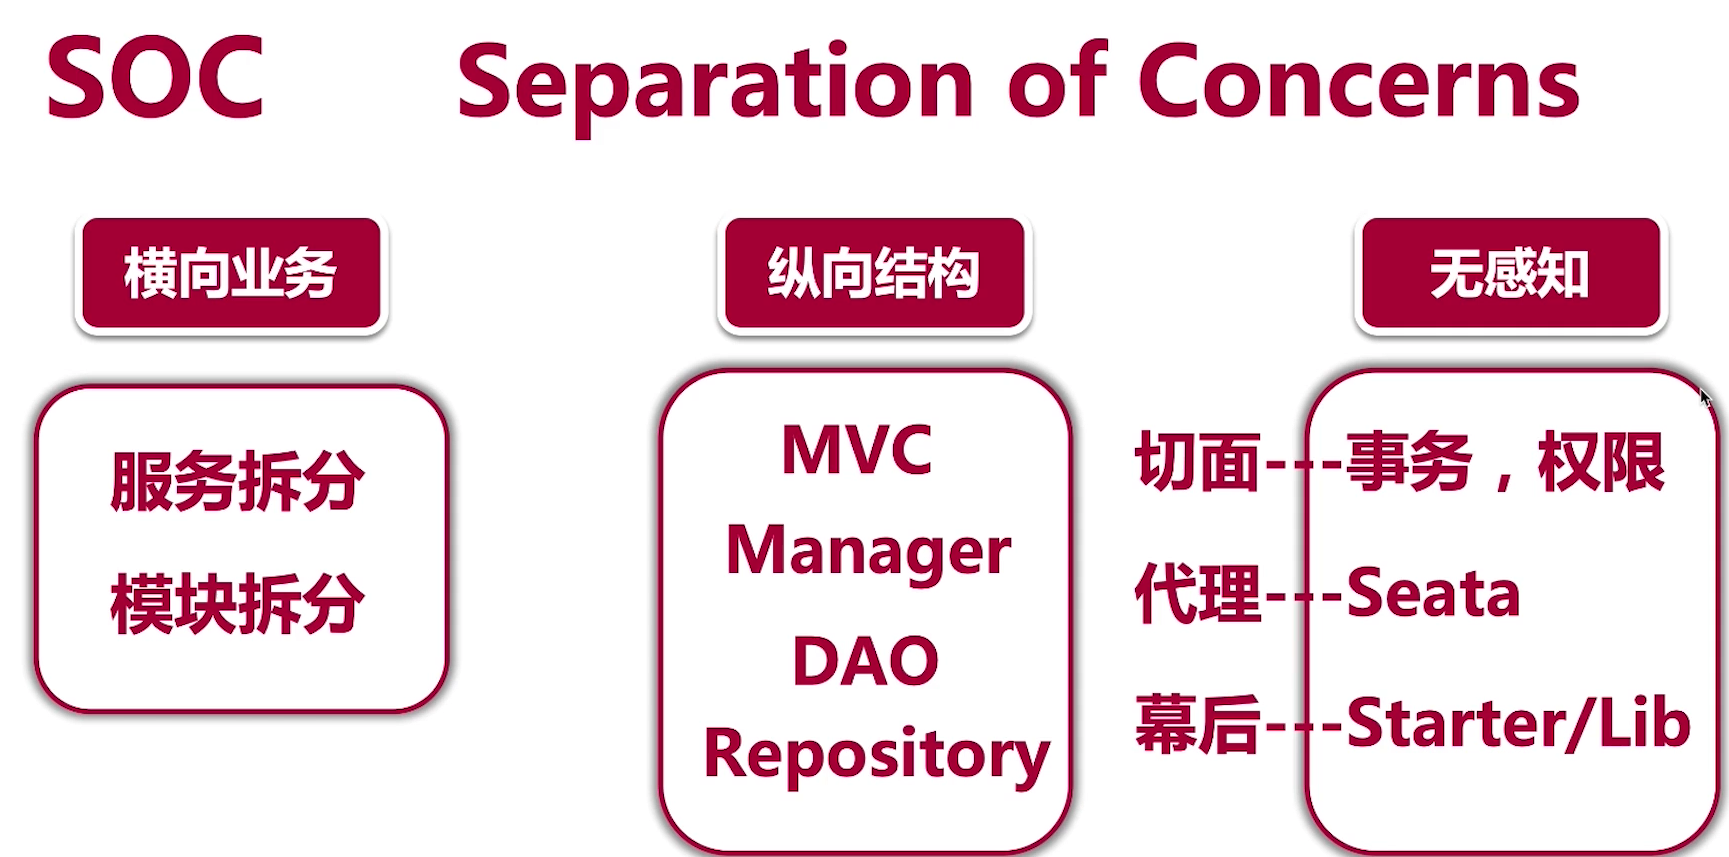 SOC Separation of Concerns
横向业务
服务拆分
模块拆分
纵向结构
MVC
Manager
DAO
Repository
无感知
切面---事务，权限
代理---Seata
幕后---Starter/Lib